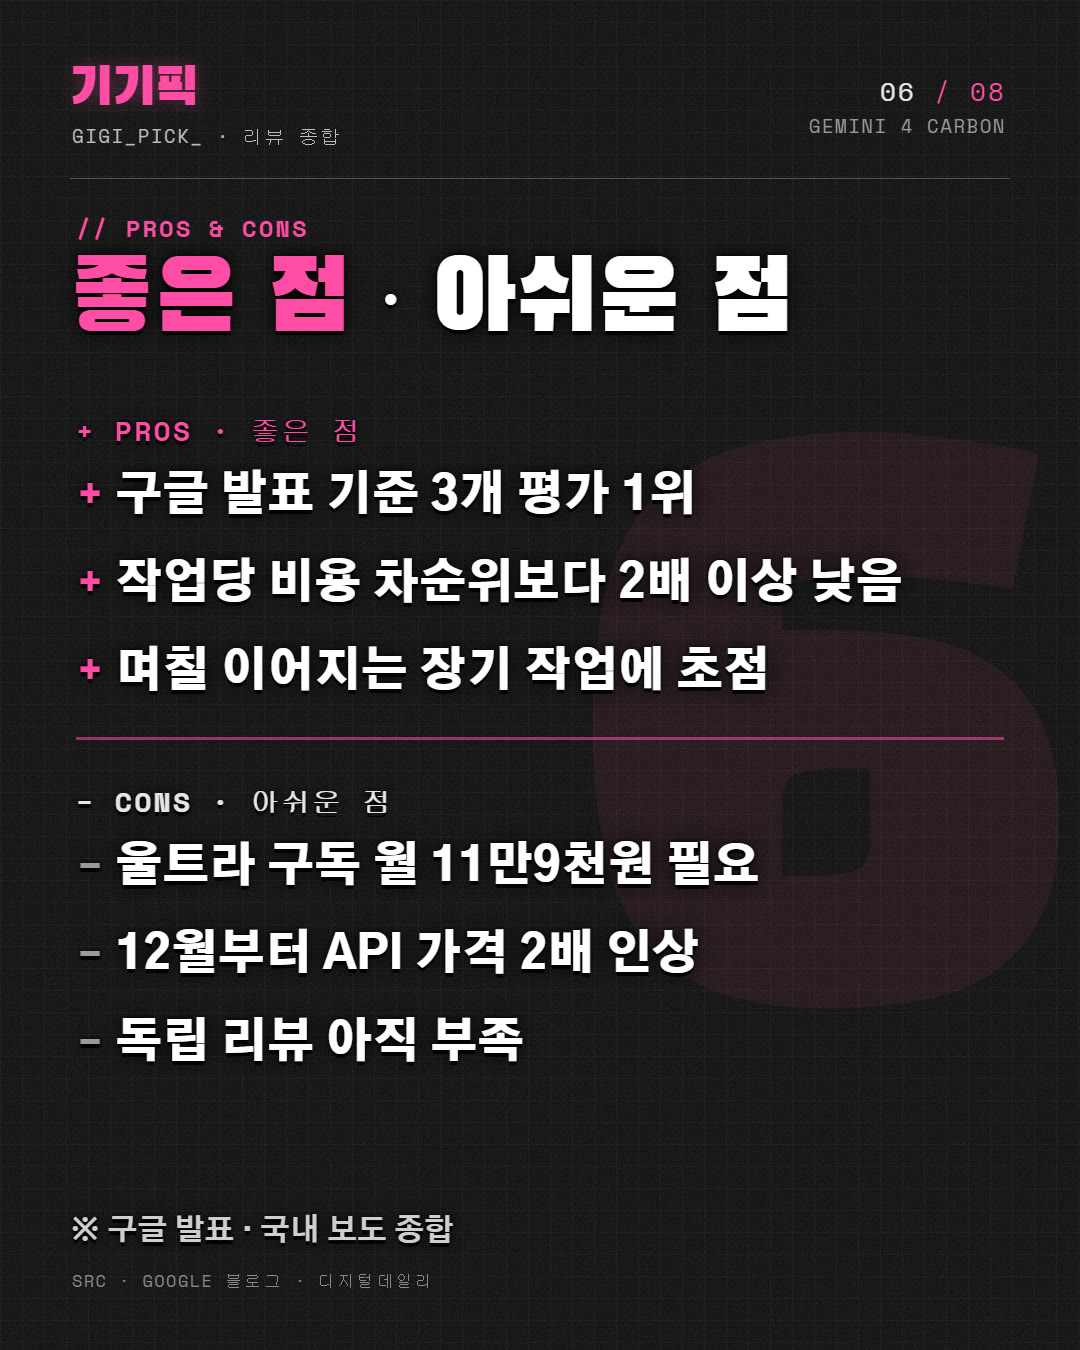 기기픽
GIGI_PICK_ · 리뷰 종합
06 / 08
GEMINI 4 CARBON
// PROS & CONS
좋은 점 · 아쉬운 점
+ PROS · 좋은 점
+ 구글 발표 기준 3개 평가 1위
+ 작업당 비용 차순위보다 2배 이상 낮음
+ 며칠 이어지는 장기 작업에 초점
- CONS · 아쉬운 점
- 울트라 구독 월 11만9천원 필요
- 12월부터 API 가격 2배 인상
- 독립 리뷰 아직 부족
6
※ 구글 발표 · 국내 보도 종합
SRC · GOOGLE 블로그 · 디지털데일리